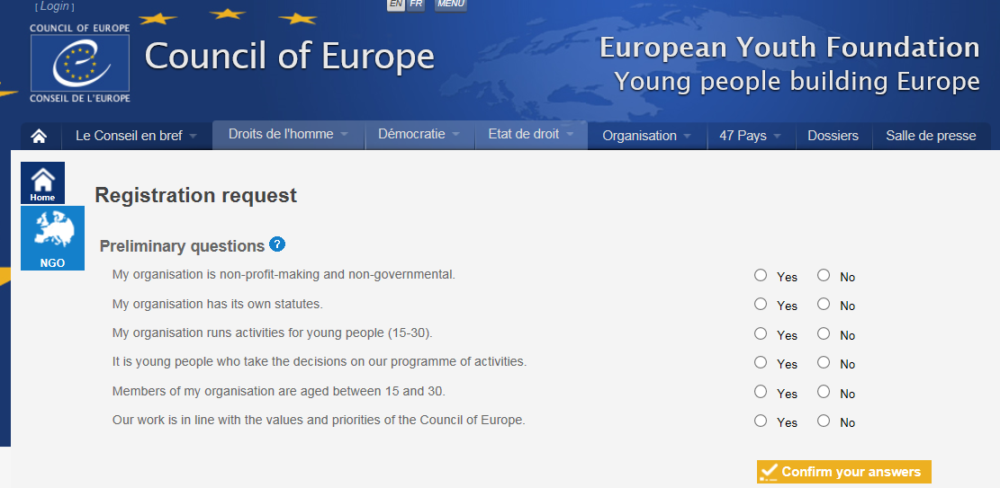 [ Login ]
EN FR MENU
COUNCIL OF EUROPE
CONSEIL DE L'EUROPE
Council of Europe
European Youth Foundation
Young people building Europe
Le Conseil en bref Droits de l'homme Démocratie Etat de droit Organisation 47 Pays Dossiers Salle de presse
Home
NGO
Registration request
Preliminary questions ?
My organisation is non-profit-making and non-governmental. Yes No
My organisation has its own statutes. Yes No
My organisation runs activities for young people (15-30). Yes No
It is young people who take the decisions on our programme of activities. Yes No
Members of my organisation are aged between 15 and 30. Yes No
Our work is in line with the values and priorities of the Council of Europe. Yes No
Confirm your answers